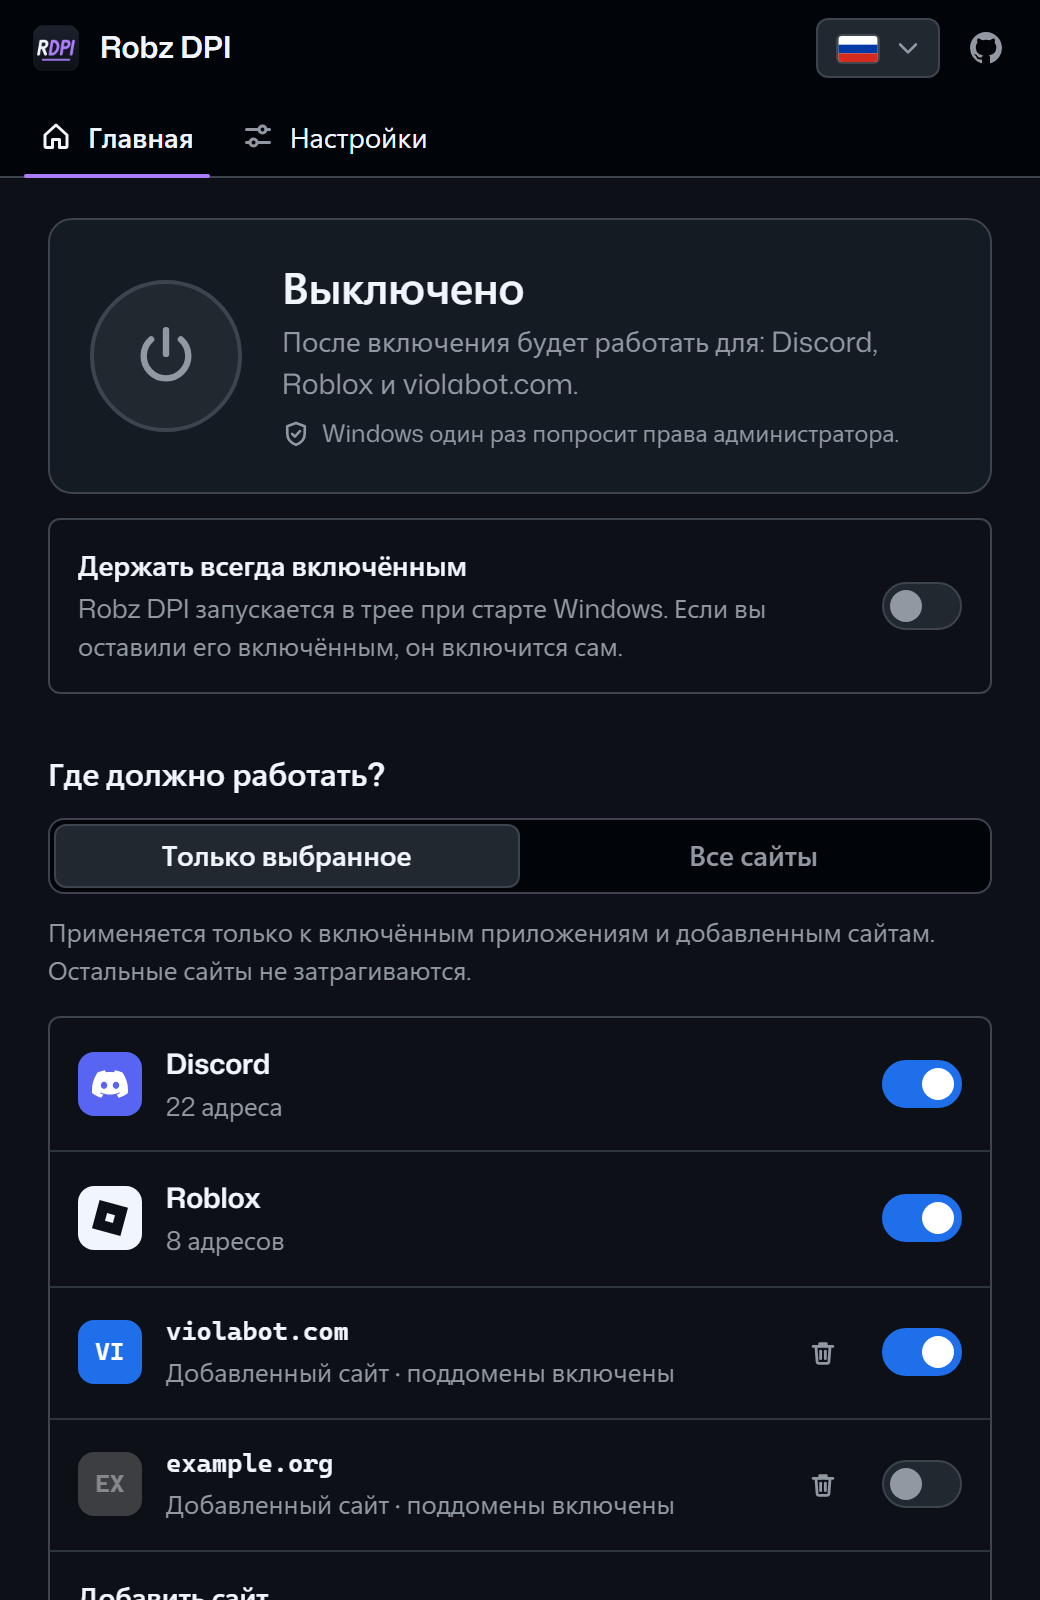 RDPI
Robz DPI
Главная
Настройки
Выключено
После включения будет работать для: Discord,
Roblox и violabot.com.
Windows один раз попросит права администратора.
Держать всегда включённым
Robz DPI запускается в трее при старте Windows. Если вы
оставили его включённым, он включится сам.
Где должно работать?
Только выбранное
Все сайты
Применяется только к включённым приложениям и добавленным сайтам.
Остальные сайты не затрагиваются.
Discord
22 адреса
Roblox
8 адресов
VI
violabot.com
Добавленный сайт · поддомены включены
EX
example.org
Добавленный сайт · поддомены включены
Добавить сайт